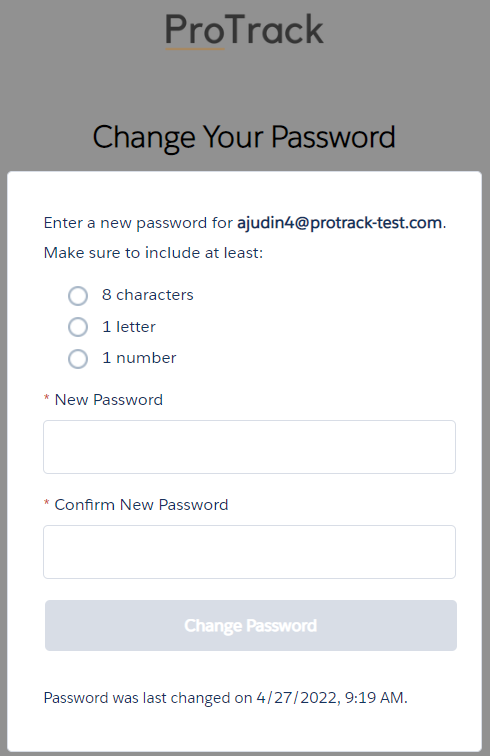 ProTrack
Change Your Password
Enter a new password for ajudin4@protrack-test.com.
Make sure to include at least:
8 characters
1 letter
1 number
* New Password
* Confirm New Password
Change Password
Password was last changed on 4/27/2022, 9:19 AM.